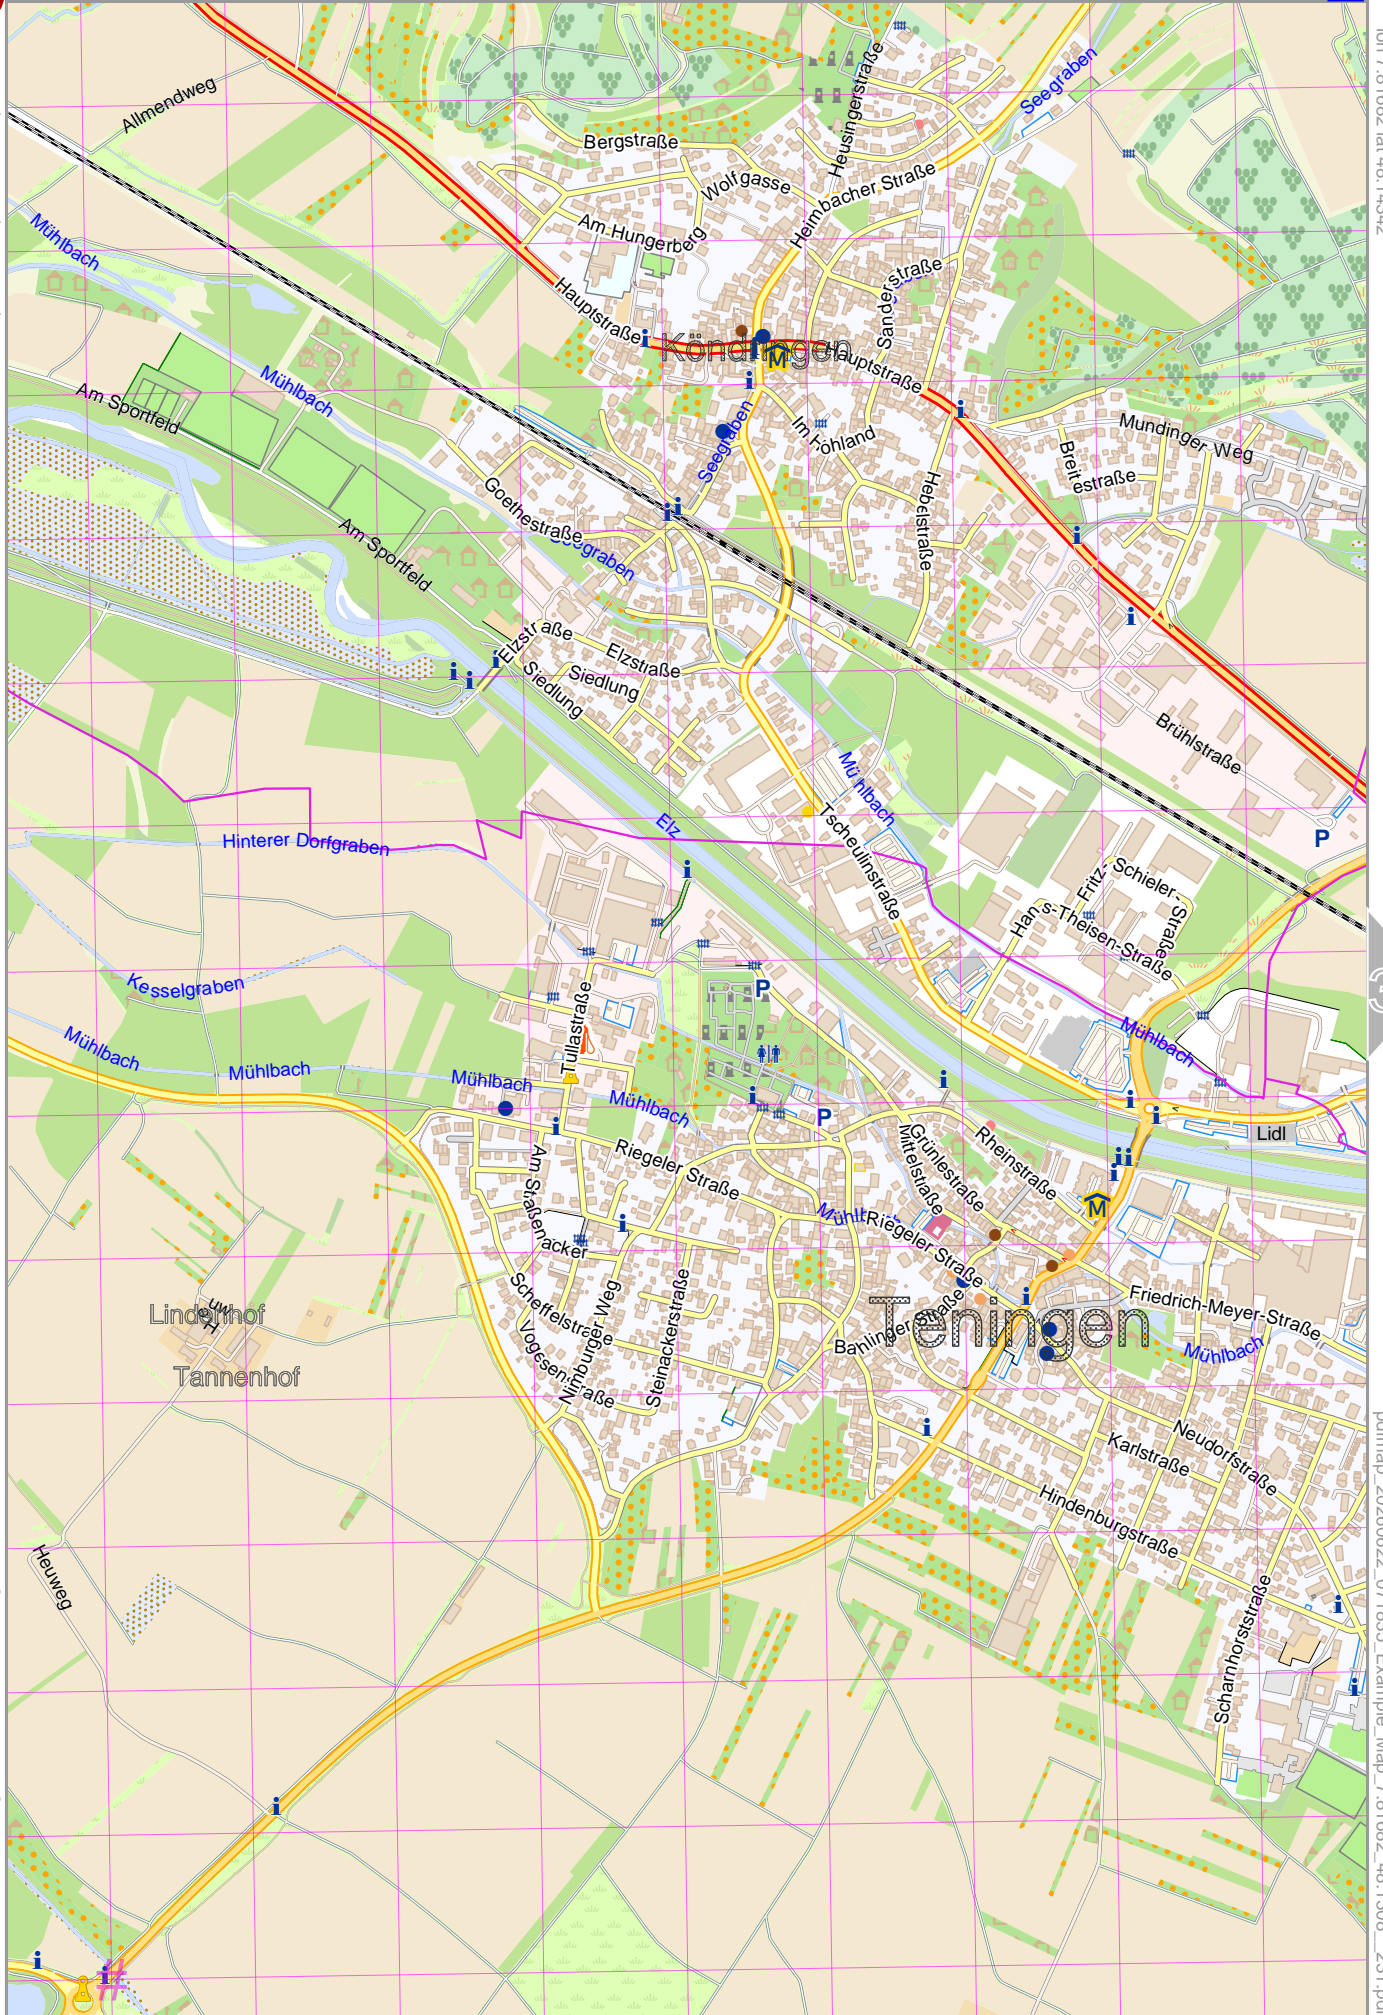 Allmendweg
Heusingerstraße
Seegraben
Bergstraße
Wolfgasse
Heimbacher Straße
Mühlbach
Am Hungerberg
Hauptstraße
Sanderstraße
Köndringen
M
Hauptstraße
Mühlbach
Am Sportfeld
Seegraben
Im Hohland
Mundinger Weg
Breitestraße
Hebelstraße
Goethestraße
Seegraben
Am Sportfeld
Elzstraße
Elzstraße
Siedlung
Siedlung
Brühlstraße
Mühlbach
Elz
Tscheulinstraße
P
Hinterer Dorfgraben
Fritz-Schieler-Straße
Hans-Theisen-Straße
Kesselgraben
P
Tullastraße
Mühlbach
Mühlbach
Mühlbach
Mühlbach
Mühlbach
P
Lidl
Riegeler Straße
Grünlestraße
Mittelstraße
Rheinstraße
Am Straßenacker
M
Riegeler Straße
Scheffelstraße
Vogesenstraße
Nimburger Weg
Steinackerstraße
Bahlinger Straße
Teningen
Friedrich-Meyer-Straße
Mühlbach
Lindenhof
Tannenhof
Neudorfstraße
Karlstraße
Hindenburgstraße
Heuweg
Scharnhorststraße
#